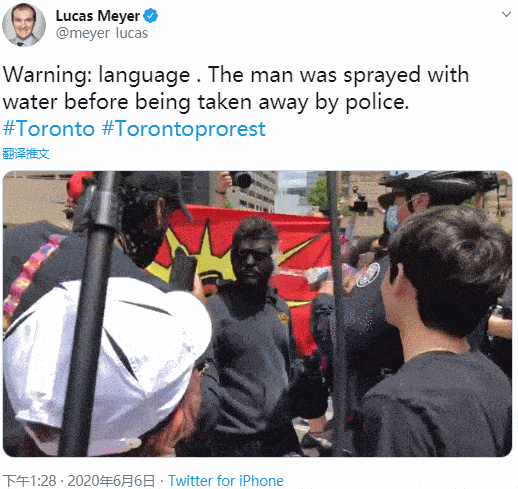 Lucas Meyer
@meyer_lucas
Warning: language . The man was sprayed with
water before being taken away by police.
#Toronto #Torontoprorest
翻译推文
下午1:28 · 2020年6月6日 · Twitter for iPhone